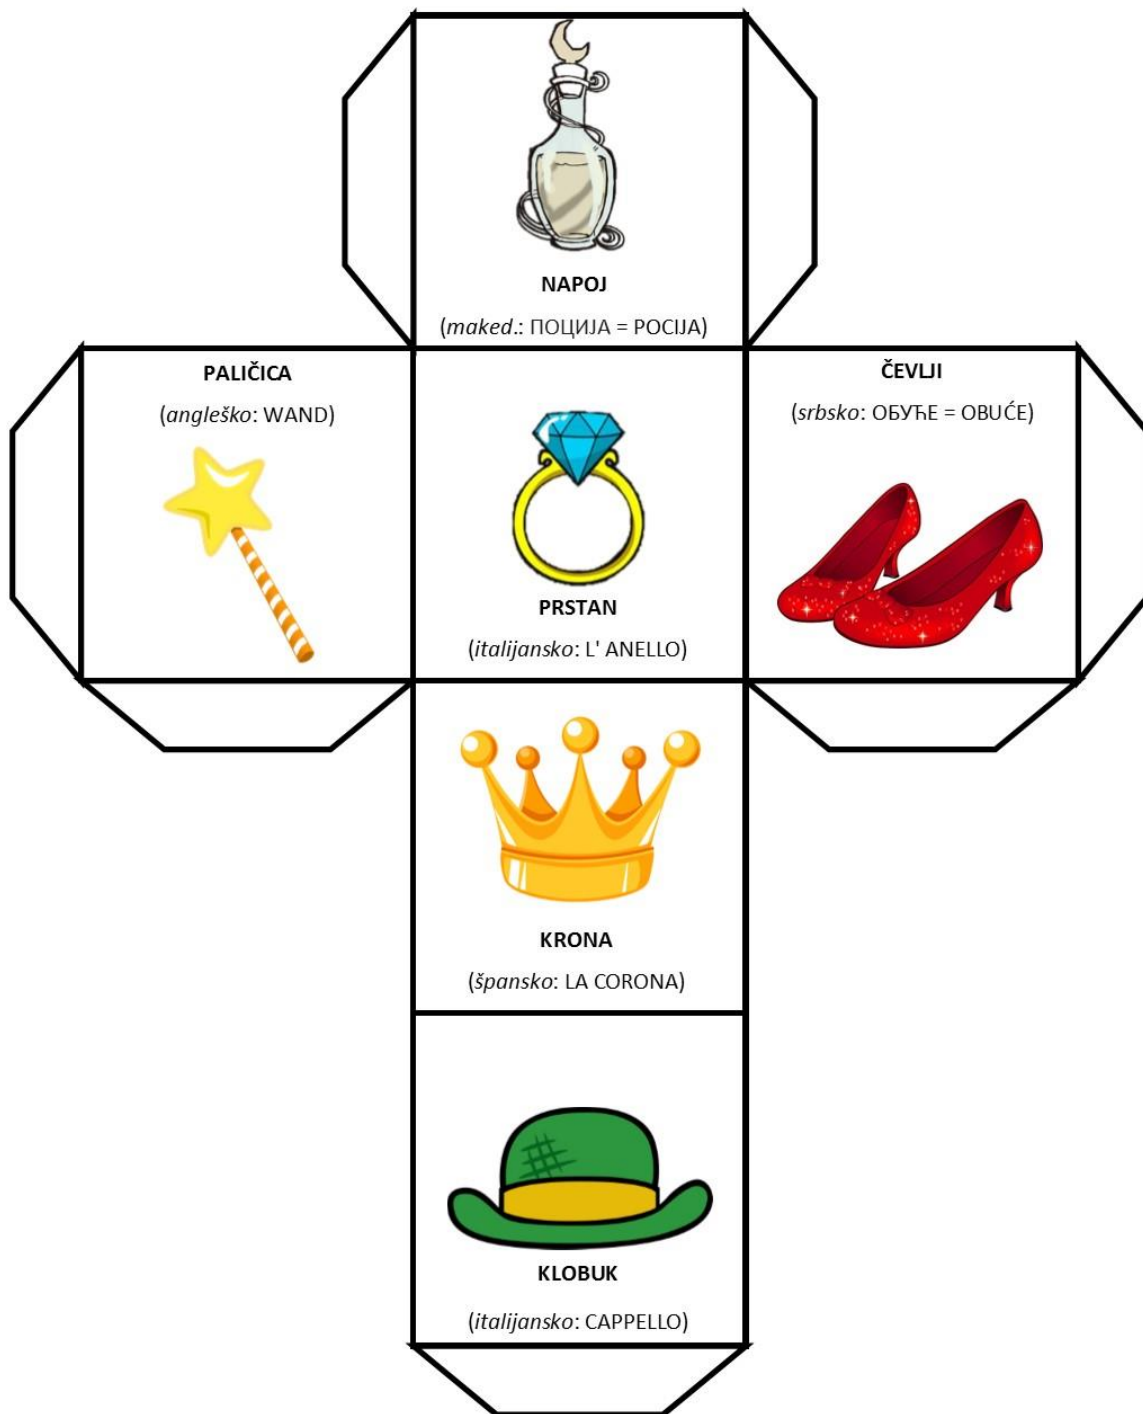 NAPOJ
(maked.: ПОЦИЈА = POCIJA)
PALIČICA
(angleško: WAND)
PRSTAN
(italijansko: L' ANELLO)
ČEVLJI
(srbsko: ОБУЋЕ = OBUĆE)
KRONA
(špansko: LA CORONA)
KLOBUK
(italijansko: CAPPELLO)